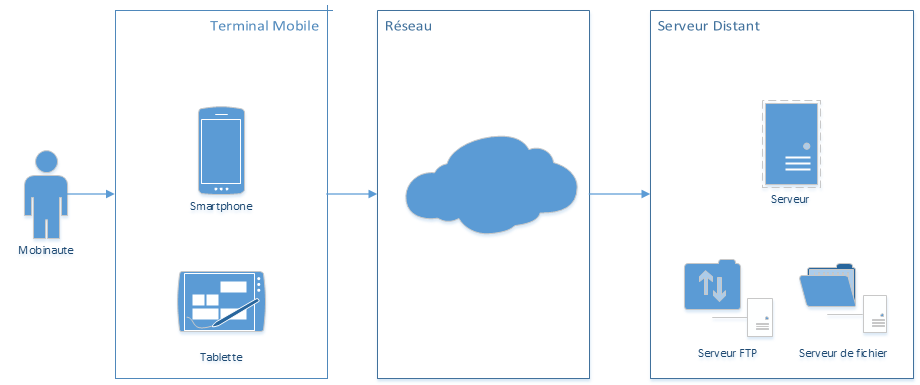 Terminal Mobile
Réseau
Serveur Distant
Smartphone
Serveur
Mobinaute
Tablette
Serveur FTP
Serveur de fichier